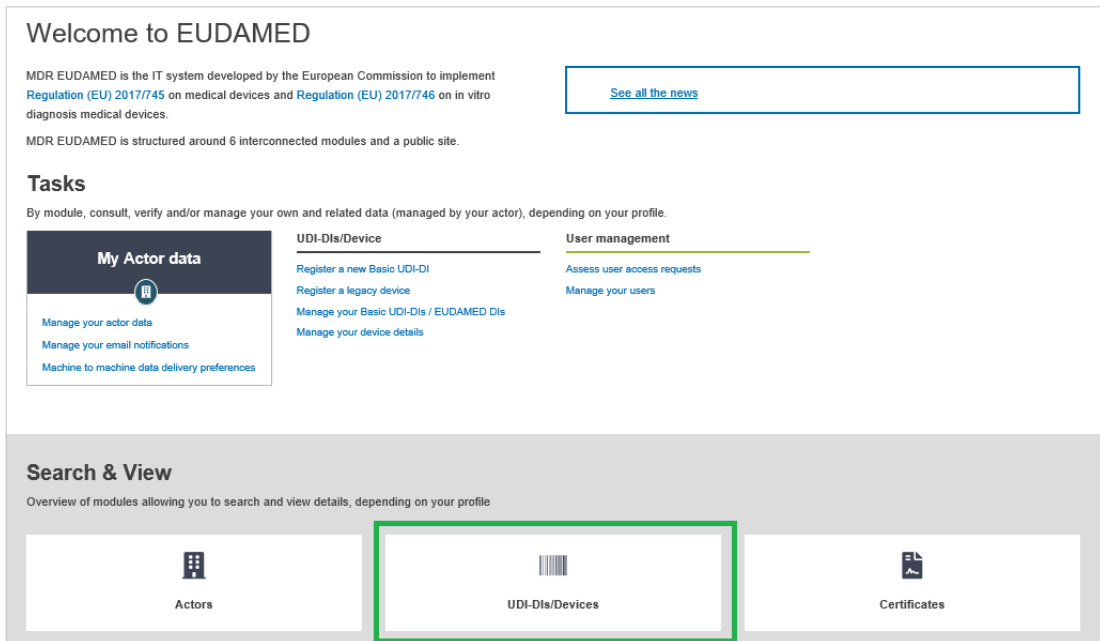 Welcome to EUDAMED
MDR EUDAMED is the IT system developed by the European Commission to implement
Regulation (EU) 2017/745 on medical devices and Regulation (EU) 2017/746 on in vitro
diagnosis medical devices.
MDR EUDAMED is structured around 6 interconnected modules and a public site.
See all the news
Tasks
By module, consult, verify and/or manage your own and related data (managed by your actor), depending on your profile.
My Actor data
Manage your actor data
Manage your email notifications
Machine to machine data delivery preferences
UDI-DIs/Device
Register a new Basic UDI-DI
Register a legacy device
Manage your Basic UDI-DIs / EUDAMED DIs
Manage your device details
User management
Assess user access requests
Manage your users
Search & View
Overview of modules allowing you to search and view details, depending on your profile
Actors
UDI-DIs/Devices
Certificates